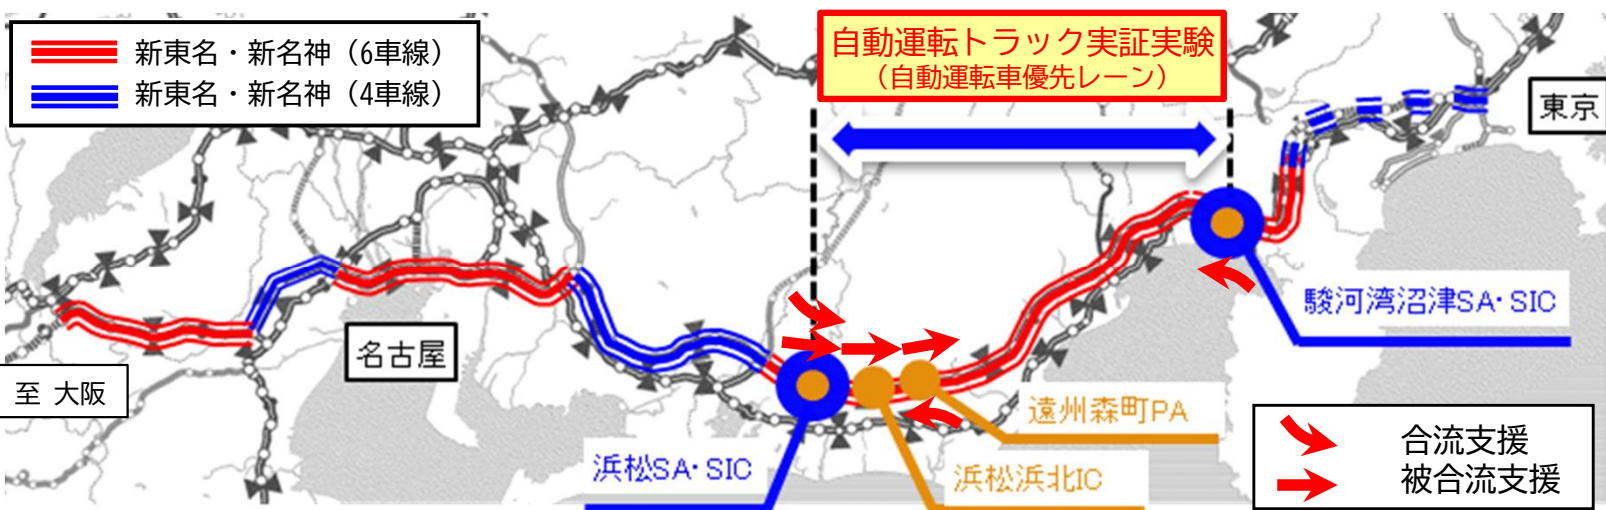 新東名・新名神（6車線）
新東名・新名神（4車線）
自動運転トラック実証実験
（自動運転車優先レーン）
東京
駿河湾沼津SA･SIC
名古屋
至 大阪
遠州森町PA
浜松SA･SIC
浜松浜北IC
合流支援
被合流支援